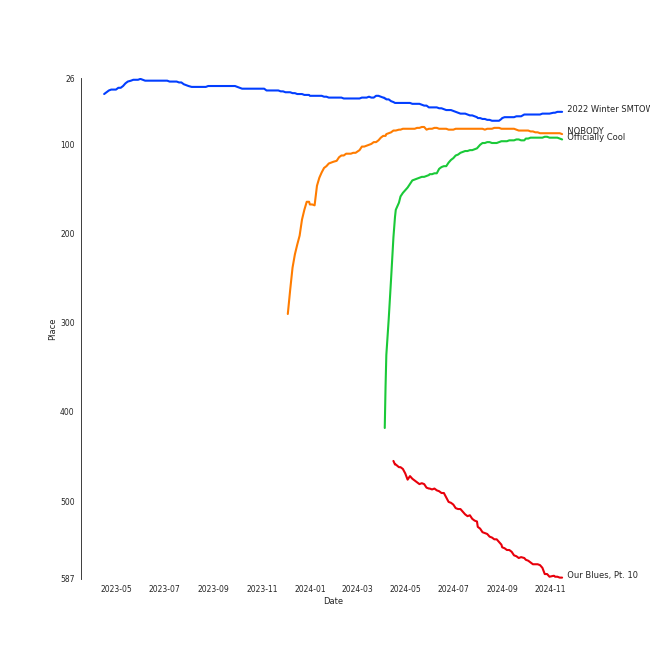 26
2022 Winter SMTOW
NOBODY
Officially Cool
100
200
300
Place
400
500
587
Our Blues, Pt. 10
2023-05 2023-07 2023-09 2023-11 2024-01 2024-03 2024-05 2024-07 2024-09 2024-11
Date